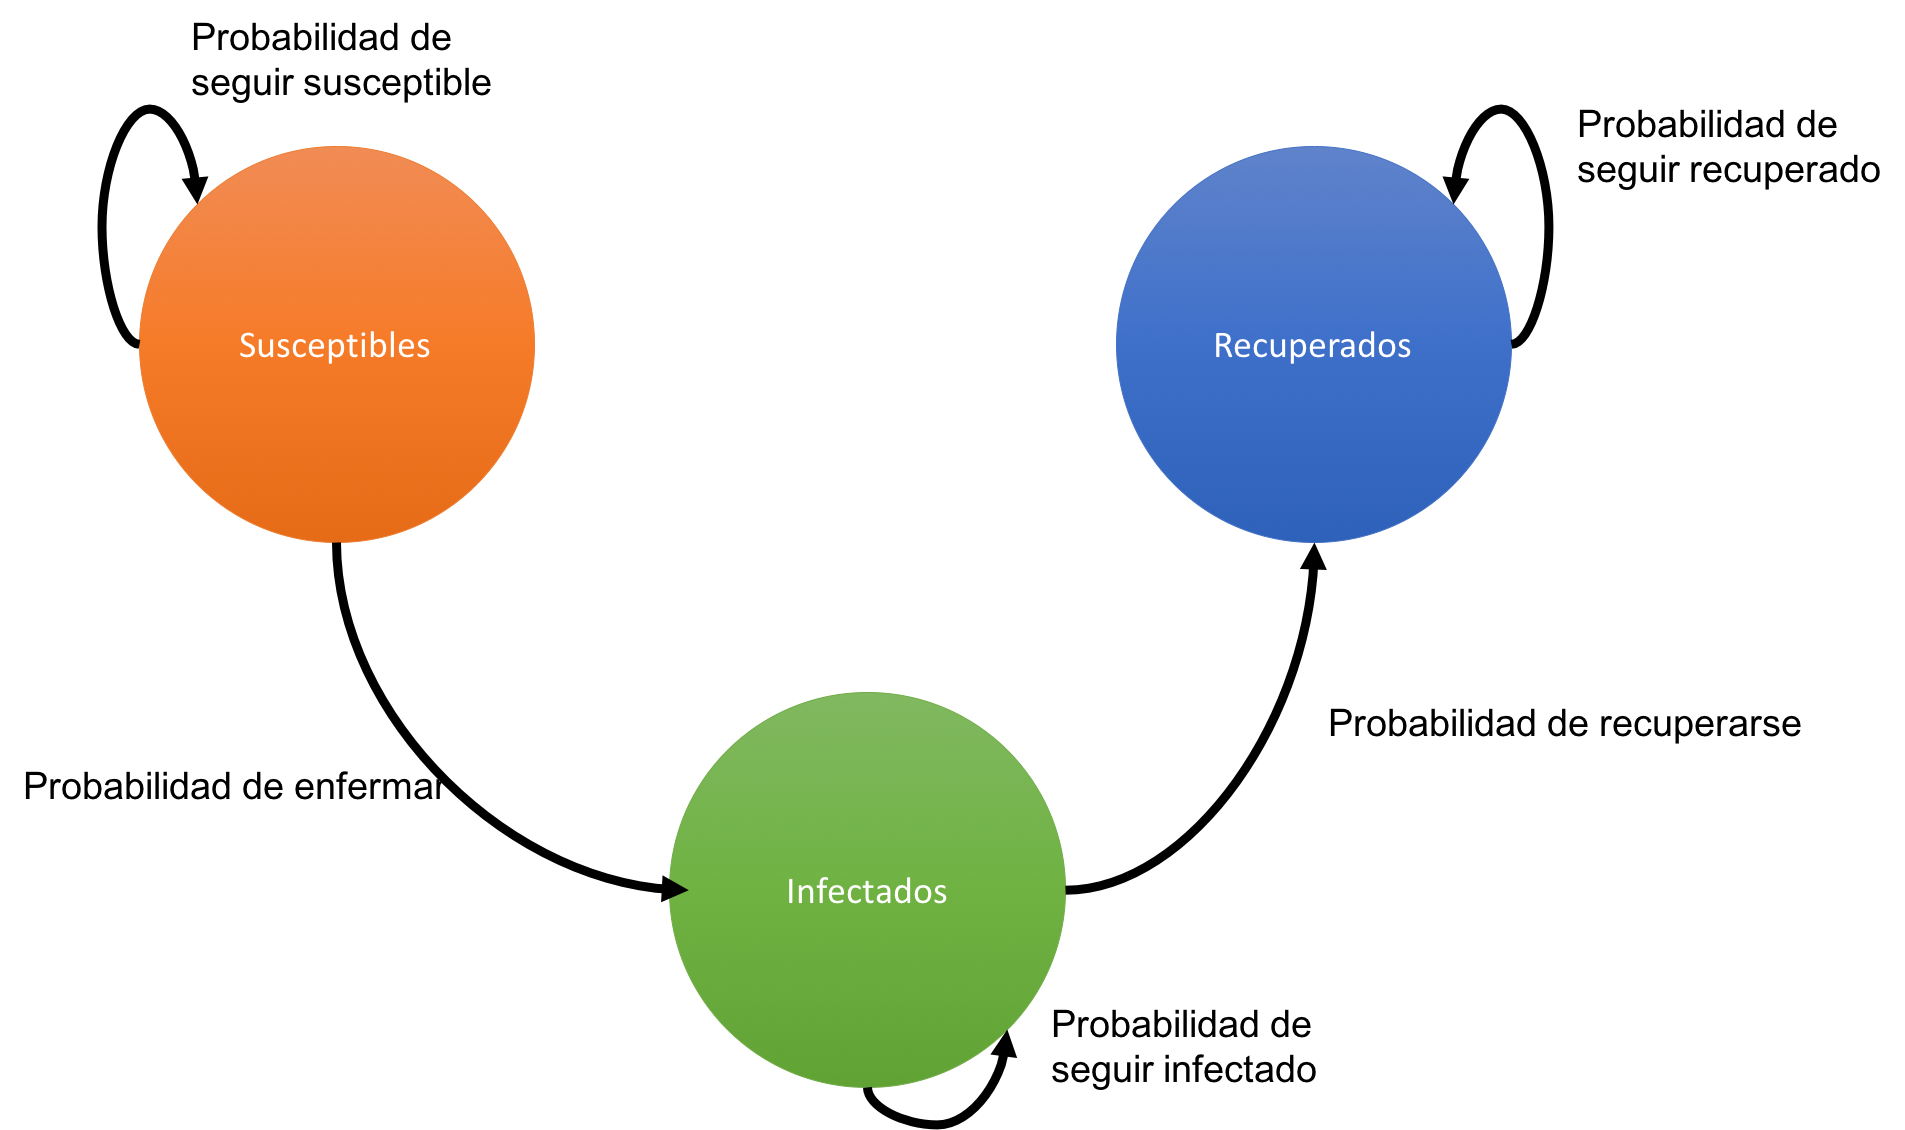 Probabilidad de
seguir susceptible
Probabilidad de
seguir recuperado
Susceptibles
Recuperados
Probabilidad de recuperarse
Probabilidad de enfermar
Infectados
Probabilidad de
seguir infectado